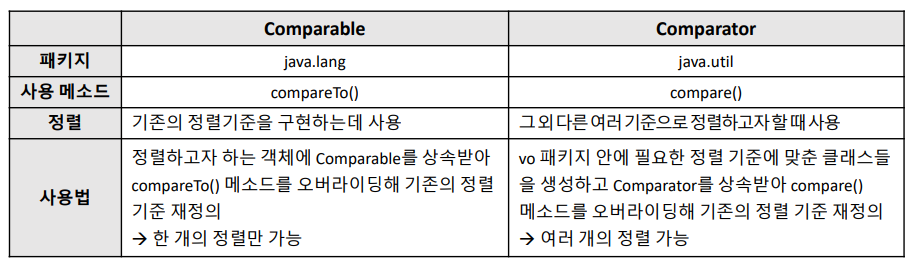 Comparable Comparator
패키지 java.lang java.util
사용 메소드 compareTo() compare()
정렬 기존의 정렬기준을 구현하는데 사용 그 외 다른 여러 기준으로 정렬하고자 할 때 사용
사용법
정렬하고자 하는 객체에 Comparable를 상속받아
compareTo() 메소드를 오버라이딩해 기존의 정렬
기준 재정의
→ 한 개의 정렬만 가능
vo 패키지 안에 필요한 정렬 기준에 맞춘 클래스들
을 생성하고 Comparator를 상속받아 compare()
메소드를 오버라이딩해 기존의 정렬 기준 재정의
→ 여러 개의 정렬 가능